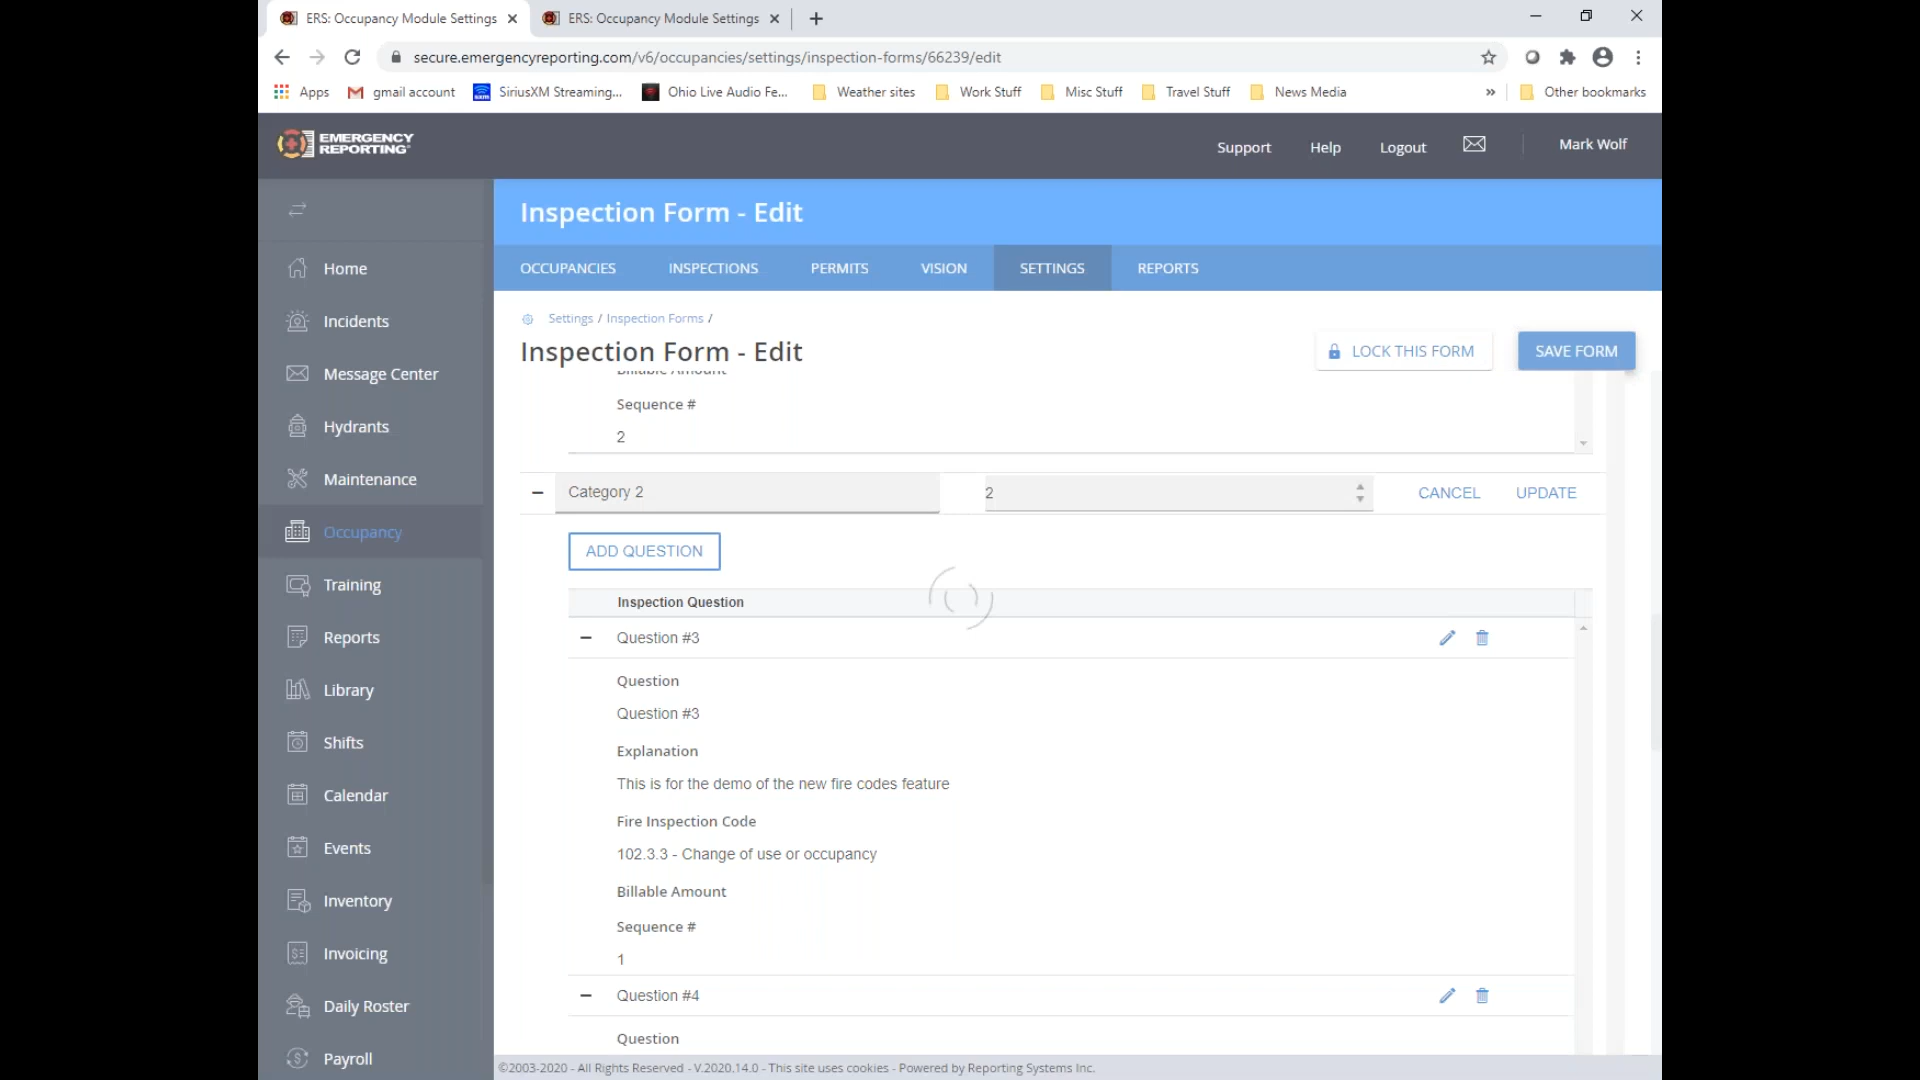 ERS: Occupancy Module Settings
ERS: Occupancy Module Settings
secure.emergencyreporting.com/v6/occupancies/settings/inspection-forms/66239/edit
Apps
gmail account
SiriusXM Streaming...
Ohio Live Audio Fe...
Weather sites
Work Stuff
Misc Stuff
Travel Stuff
News Media
»
Other bookmarks
EMERGENCY
REPORTING
Support
Help
Logout
Mark Wolf
Inspection Form - Edit
OCCUPANCIES
INSPECTIONS
PERMITS
VISION
SETTINGS
REPORTS
Home
Incidents
Message Center
Hydrants
Maintenance
Occupancy
Training
Reports
Library
Shifts
Calendar
Events
Inventory
Invoicing
Daily Roster
Payroll
Settings / Inspection Forms /
Inspection Form - Edit
LOCK THIS FORM
SAVE FORM
Billable Amount
Sequence #
2
Category 2
2
CANCEL
UPDATE
ADD QUESTION
Inspection Question
Question #3
Question
Question #3
Explanation
This is for the demo of the new fire codes feature
Fire Inspection Code
102.3.3 - Change of use or occupancy
Billable Amount
Sequence #
1
Question #4
Question
©2003-2020 - All Rights Reserved - V.2020.14.0 - This site uses cookies - Powered by Reporting Systems Inc.